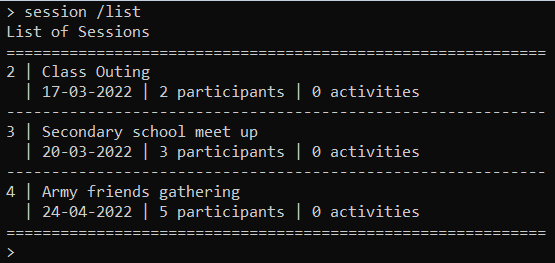 > session /list
List of Sessions
============================================================
2 | Class Outing
  | 17-03-2022 | 2 participants | 0 activities
------------------------------------------------------------
3 | Secondary school meet up
  | 20-03-2022 | 3 participants | 0 activities
------------------------------------------------------------
4 | Army friends gathering
  | 24-04-2022 | 5 participants | 0 activities
============================================================
>